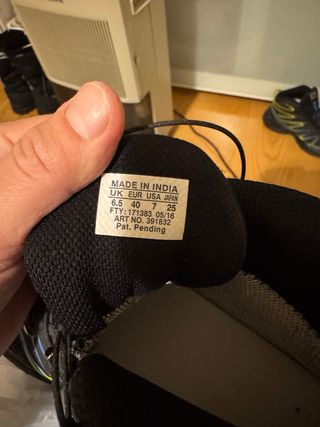 MADE IN INDIA
UK EUR USA JAPAN
6.5 40 7 25
FTY: 171383 05/16
ART NO. 391832
Pat. Pending